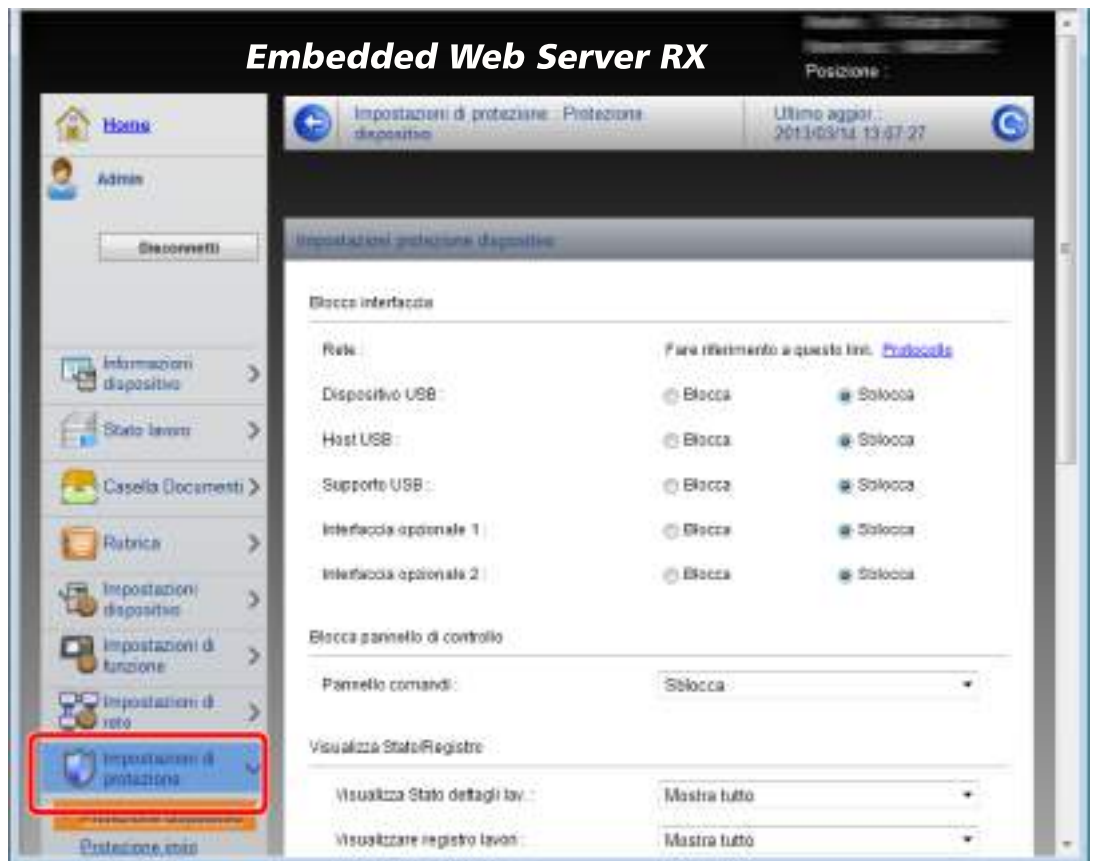 Embedded Web Server RX
Posizione :
Home
Admin
Disconnetti
Informazioni
dispositivo
Stato lavoro
Casella Documenti
Rubrica
Impostazioni
dispositivo
Impostazioni di
funzione
Impostazioni di
rete
Impostazioni di
protezione
Impostazioni di protezione : Protezione
dispositivo
Ultimo aggior.:
2013/03/14 13:07:27
Impostazioni protezione dispositivo
Blocco interfaccia
Rete :
Fare riferimento a questo link. Protocollo
Dispositivo USB : Blocca Sblocca
Host USB : Blocca Sblocca
Supporto USB : Blocca Sblocca
Interfaccia opzionale 1 : Blocca Sblocca
Interfaccia opzionale 2 : Blocca Sblocca
Blocca pannello di controllo
Pannello comandi : Sblocca
Visualizza Stato/Registro
Visualizza Stato dettagli lav. : Mostra tutto
Visualizzare registro lavori : Mostra tutto